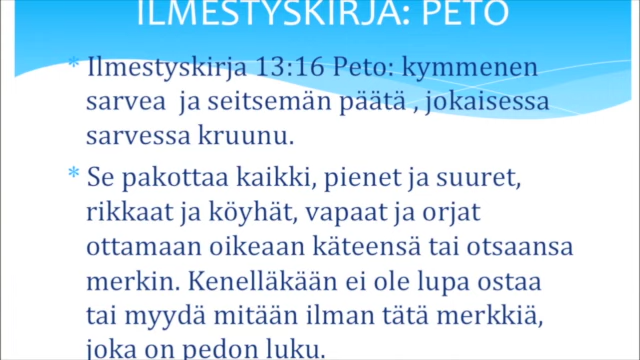 ILMESTYSKIRJA: PETO
* Ilmestyskirja 13:16 Peto: kymmenen
sarvea ja seitsemän päätä , jokaisessa
sarvessa kruunu.
* Se pakottaa kaikki, pienet ja suuret,
rikkaat ja köyhät, vapaat ja orjat
ottamaan oikeaan käteensä tai otsaansa
merkin. Kenelläkään ei ole lupa ostaa
tai myydä mitään ilman tätä merkkiä,
joka on pedon luku.